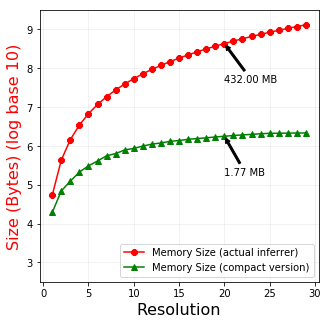 Size (Bytes) (log base 10)
9
8
7
6
5
4
3
432.00 MB
1.77 MB
Memory Size (actual inferrer)
Memory Size (compact version)
0 5 10 15 20 25 30
Resolution